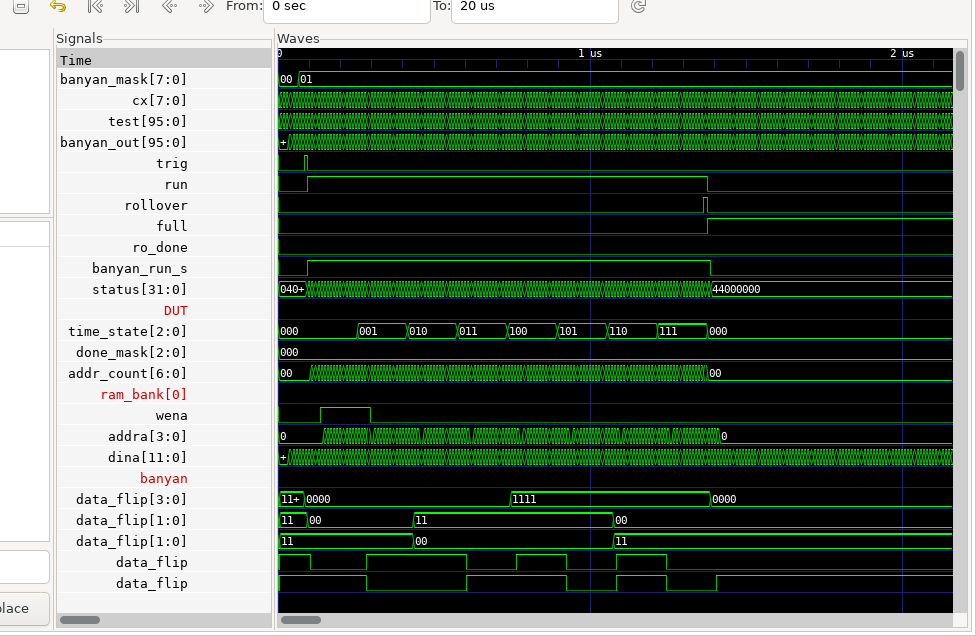 From: 0 sec To: 20 us
Signals Waves
Time 0 1 us 2 us
banyan_mask[7:0] 00 01
cx[7:0]
test[95:0]
banyan_out[95:0] +
trig
run
rollover
full
ro_done
banyan_run_s
status[31:0] 040+ 44000000
DUT
time_state[2:0] 000 001 010 011 100 101 110 111 000
done_mask[2:0] 000
addr_count[6:0] 00 00
ram_bank[0]
wena
addra[3:0] 0 0
dina[11:0] +
banyan
data_flip[3:0] 11+ 0000 1111 0000
data_flip[1:0] 11 00 11 00
data_flip[1:0] 11 00 11
data_flip
data_flip
place